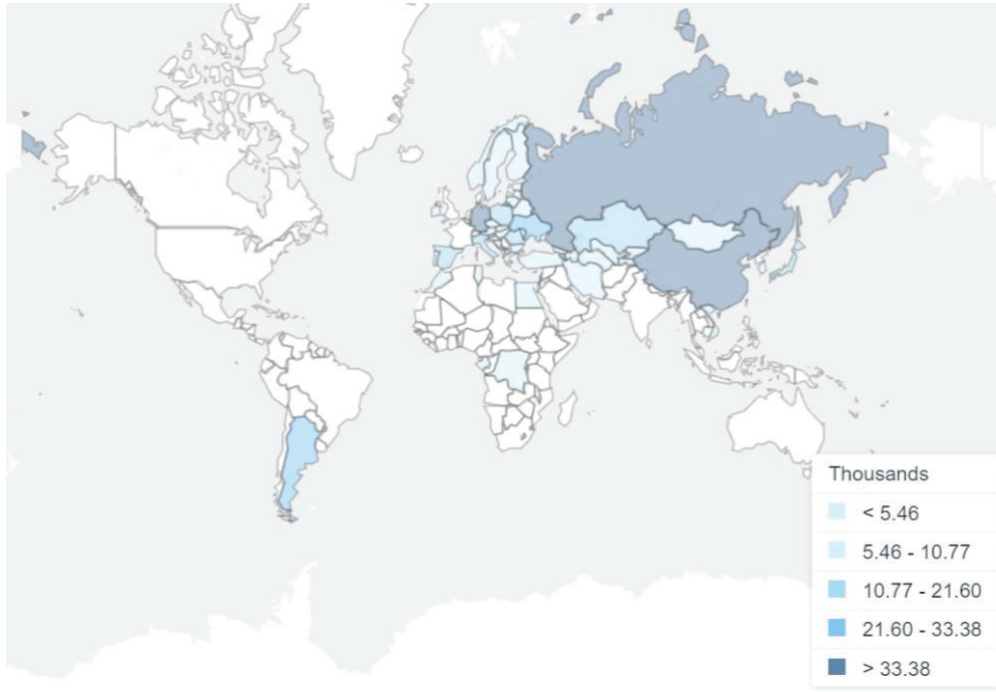 Thousands
< 5.46
5.46 - 10.77
10.77 - 21.60
21.60 - 33.38
> 33.38